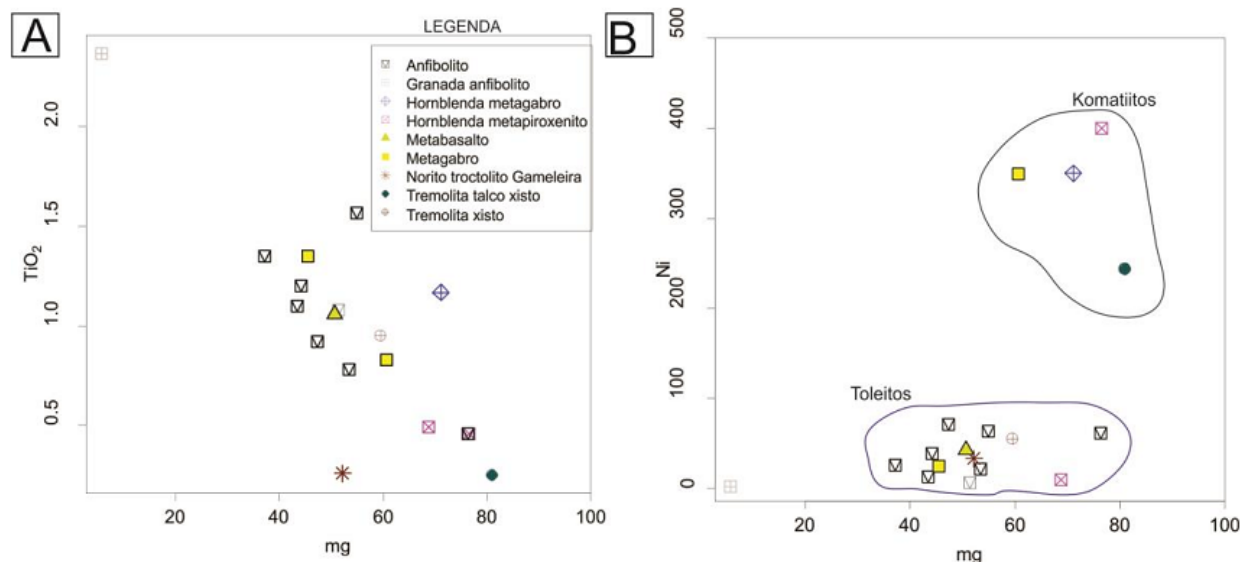 A
LEGENDA
Anfibolito
Granada anfibolito
Hornblenda metagabro
Hornblenda metapiroxenito
Metabasalto
Metagabro
Norito troctolito Gameleira
Tremolita talco xisto
Tremolita xisto
TiO2
2.0
1.5
1.0
0.5
20 40 60 80 100
mg
B
Ni
500
400
300
200
100
0
Komatiitos
Toleitos
20 40 60 80 100
mg